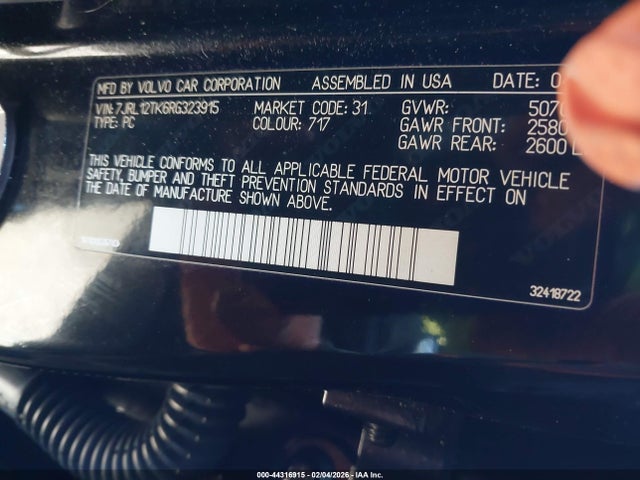 MFD BY VOLVO CAR CORPORATION ASSEMBLED IN USA DATE: 0
VIN: 7JRL12TK6RG323915 MARKET CODE: 31 GVWR: 5070
TYPE: PC COLOUR: 717 GAWR FRONT: 2580
GAWR REAR: 2600 L
THIS VEHICLE CONFORMS TO ALL APPLICABLE FEDERAL MOTOR VEHICLE
SAFETY, BUMPER AND THEFT PREVENTION STANDARDS IN EFFECT ON
THE DATE OF MANUFACTURE SHOWN ABOVE.
VOLVO
32418722
000-44316915 - 02/04/2026 - IAA Inc.